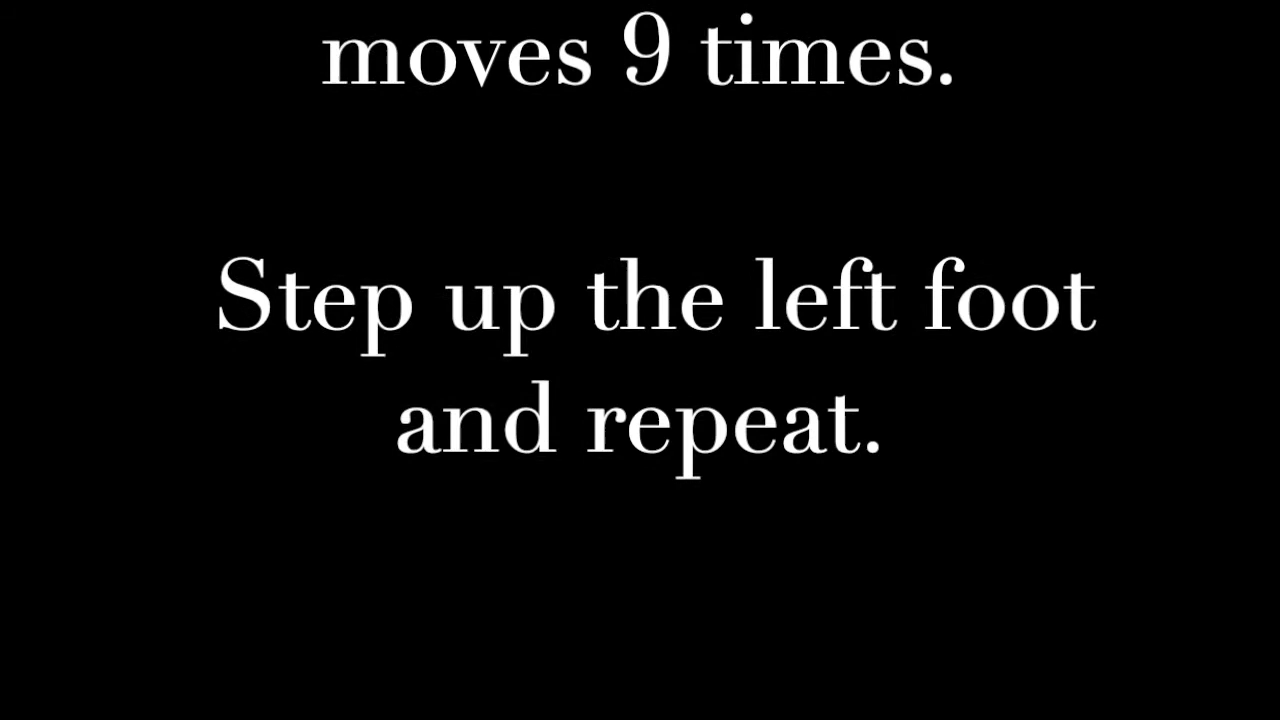 moves 9 times.
Step up the left foot
and repeat.